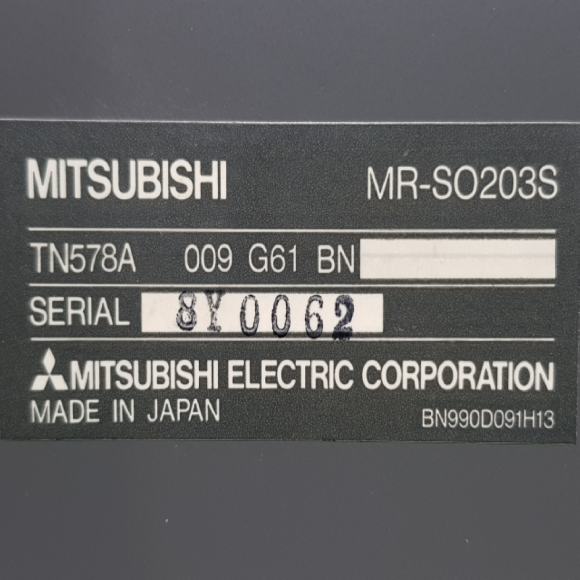 MITSUBISHI MR-SO203S
TN578A 009 G61 BN
SERIAL 8Y0062
MITSUBISHI ELECTRIC CORPORATION
MADE IN JAPAN BN990D091H13